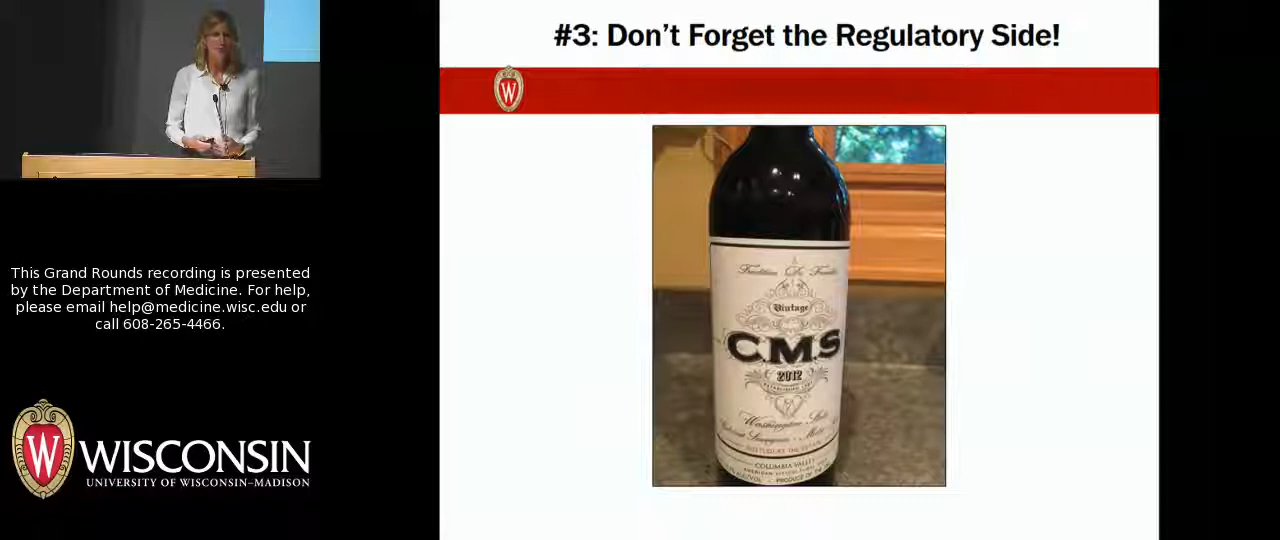 #3: Don't Forget the Regulatory Side!
W
Vintage
C.M.S
2012
COLUMBIA VALLEY
This Grand Rounds recording is presented
by the Department of Medicine. For help,
please email help@medicine.wisc.edu or
call 608-265-4466.
W WISCONSIN
UNIVERSITY OF WISCONSIN–MADISON